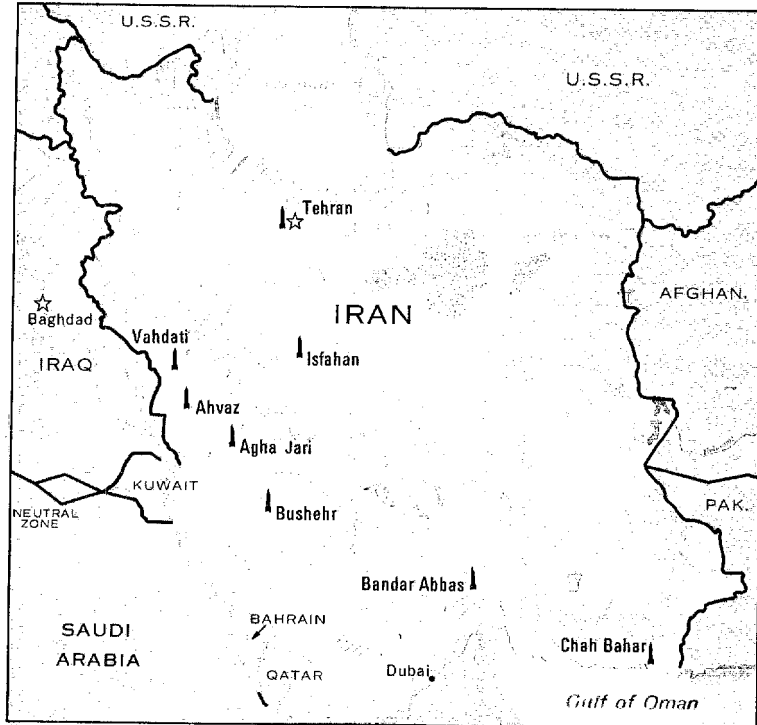 U.S.S.R.
U.S.S.R.
Tehran
IRAN
AFGHAN.
Baghdad
Vahdati
IRAQ
Isfahan
Ahvaz
Agha Jari
KUWAIT
NEUTRAL
ZONE
Bushehr
PAK.
Bandar Abbas
BAHRAIN
SAUDI
ARABIA
Chah Bahar
QATAR
Dubai
Gulf of Oman